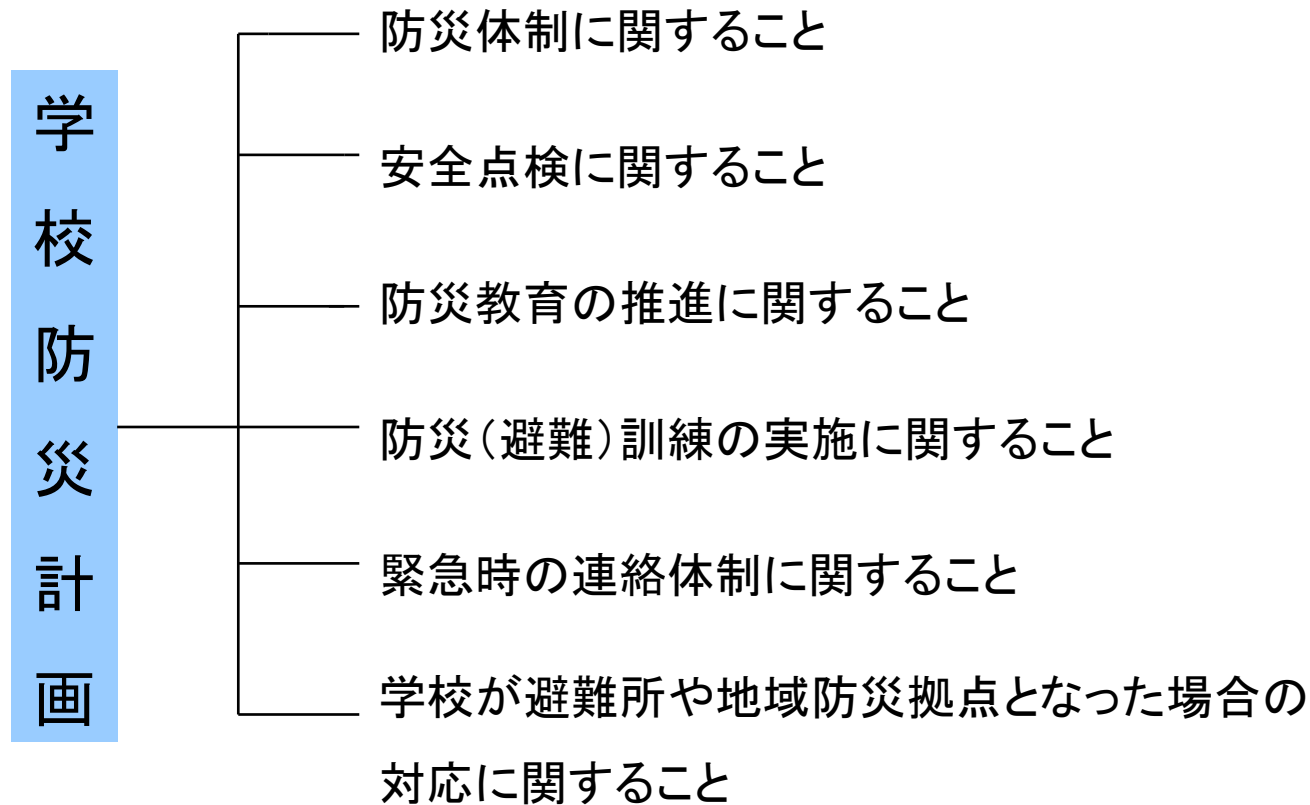 学校防災計画
防災体制に関すること
安全点検に関すること
防災教育の推進に関すること
防災（避難）訓練の実施に関すること
緊急時の連絡体制に関すること
学校が避難所や地域防災拠点となった場合の
対応に関すること